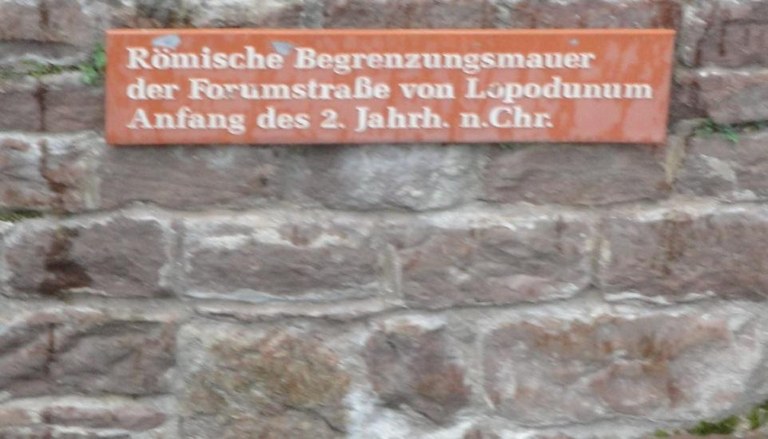 Römische Begrenzungsmauer
der Forumstraße von Lopodunum
Anfang des 2. Jahrh. n.Chr.